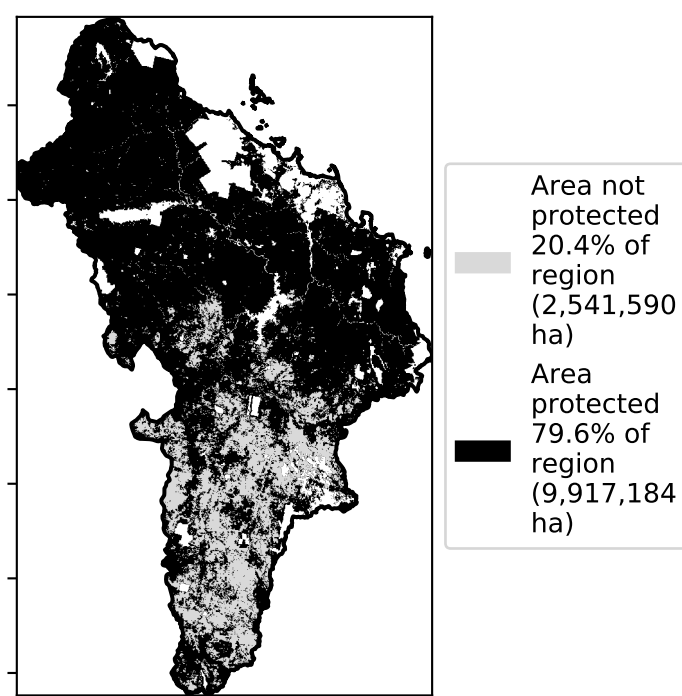 Area not
protected
20.4% of
region
(2,541,590
ha)
Area
protected
79.6% of
region
(9,917,184
ha)